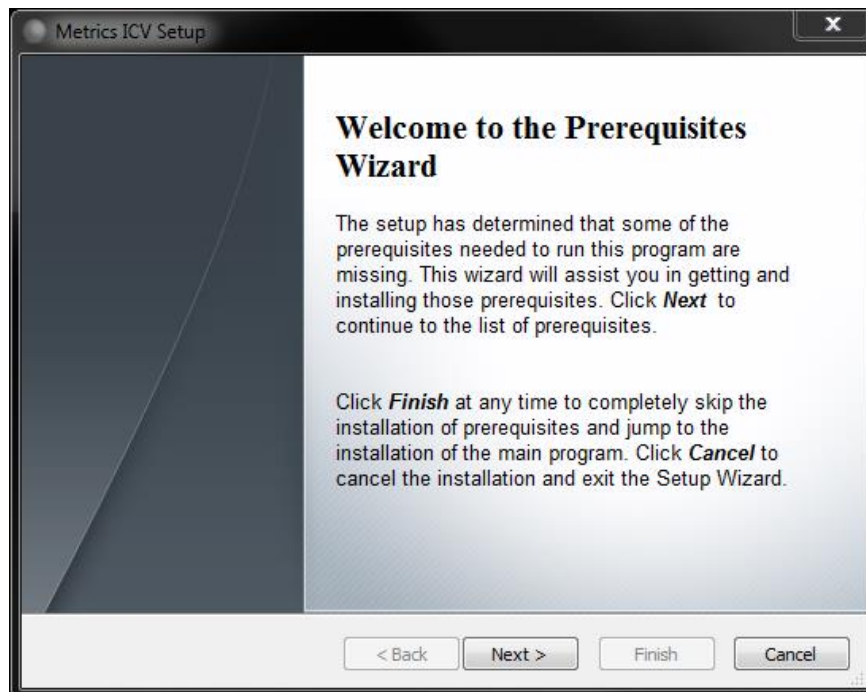 Metrics ICV Setup
X
Welcome to the Prerequisites
Wizard
The setup has determined that some of the
prerequisites needed to run this program are
missing. This wizard will assist you in getting and
installing those prerequisites. Click Next to
continue to the list of prerequisites.
Click Finish at any time to completely skip the
installation of prerequisites and jump to the
installation of the main program. Click Cancel to
cancel the installation and exit the Setup Wizard.
< Back Next > Finish Cancel